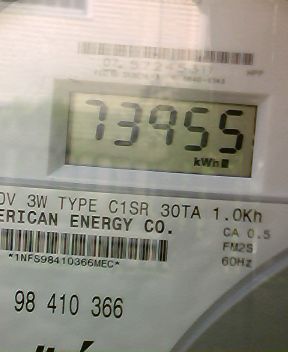 73955
kWh
0V 3W TYPE C1SR 30TA 1.0Kh
ERICAN ENERGY CO.
CA 0.5
FM2S
60Hz
*1NFS98410366MEC*
98 410 366